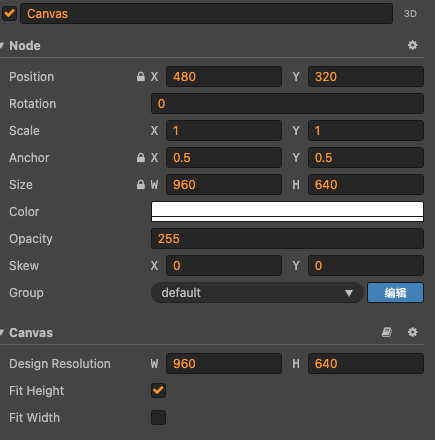 Canvas 3D
Node
Position X 480 Y 320
Rotation 0
Scale X 1 Y 1
Anchor X 0.5 Y 0.5
Size W 960 H 640
Color
Opacity 255
Skew X 0 Y 0
Group default 编辑
Canvas
Design Resolution W 960 H 640
Fit Height
Fit Width